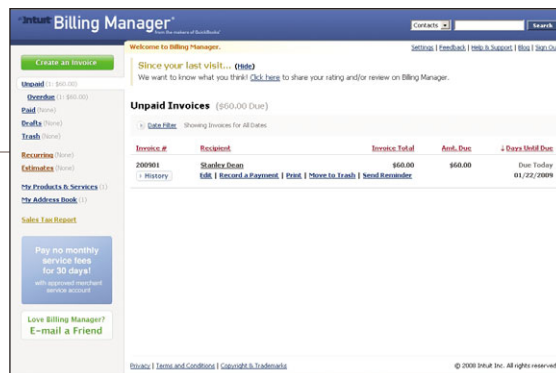 Intuit Billing Manager
from the makers of QuickBooks
Contacts Search
Welcome to Billing Manager.
Settings | Feedback | Help & Support | Blog | Sign Ou
Create an Invoice
Since your last visit... (Hide)
We want to know what you think! Click here to share your rating and/or review on Billing Manager.
Unpaid (1: $60.00)
Overdue (1: $60.00)
Paid (None)
Drafts (None)
Trash (None)
Recurring (None)
Estimates (None)
My Products & Services (1)
My Address Book (1)
Sales Tax Report
Pay no monthly
service fees
for 30 days!
with approved merchant
service account
Love Billing Manager?
E-mail a Friend
Unpaid Invoices ($60.00 Due)
Date Filter Showing Invoices for All Dates
Invoice # Recipient Invoice Total Amt. Due ↓ Days Until Due
200901 Stanley Dean $60.00 $60.00 Due Today
History Edit | Record a Payment | Print | Move to Trash | Send Reminder 01/22/2009
Privacy | Terms and Conditions | Copyright & Trademarks © 2008 Intuit Inc. All rights reserved